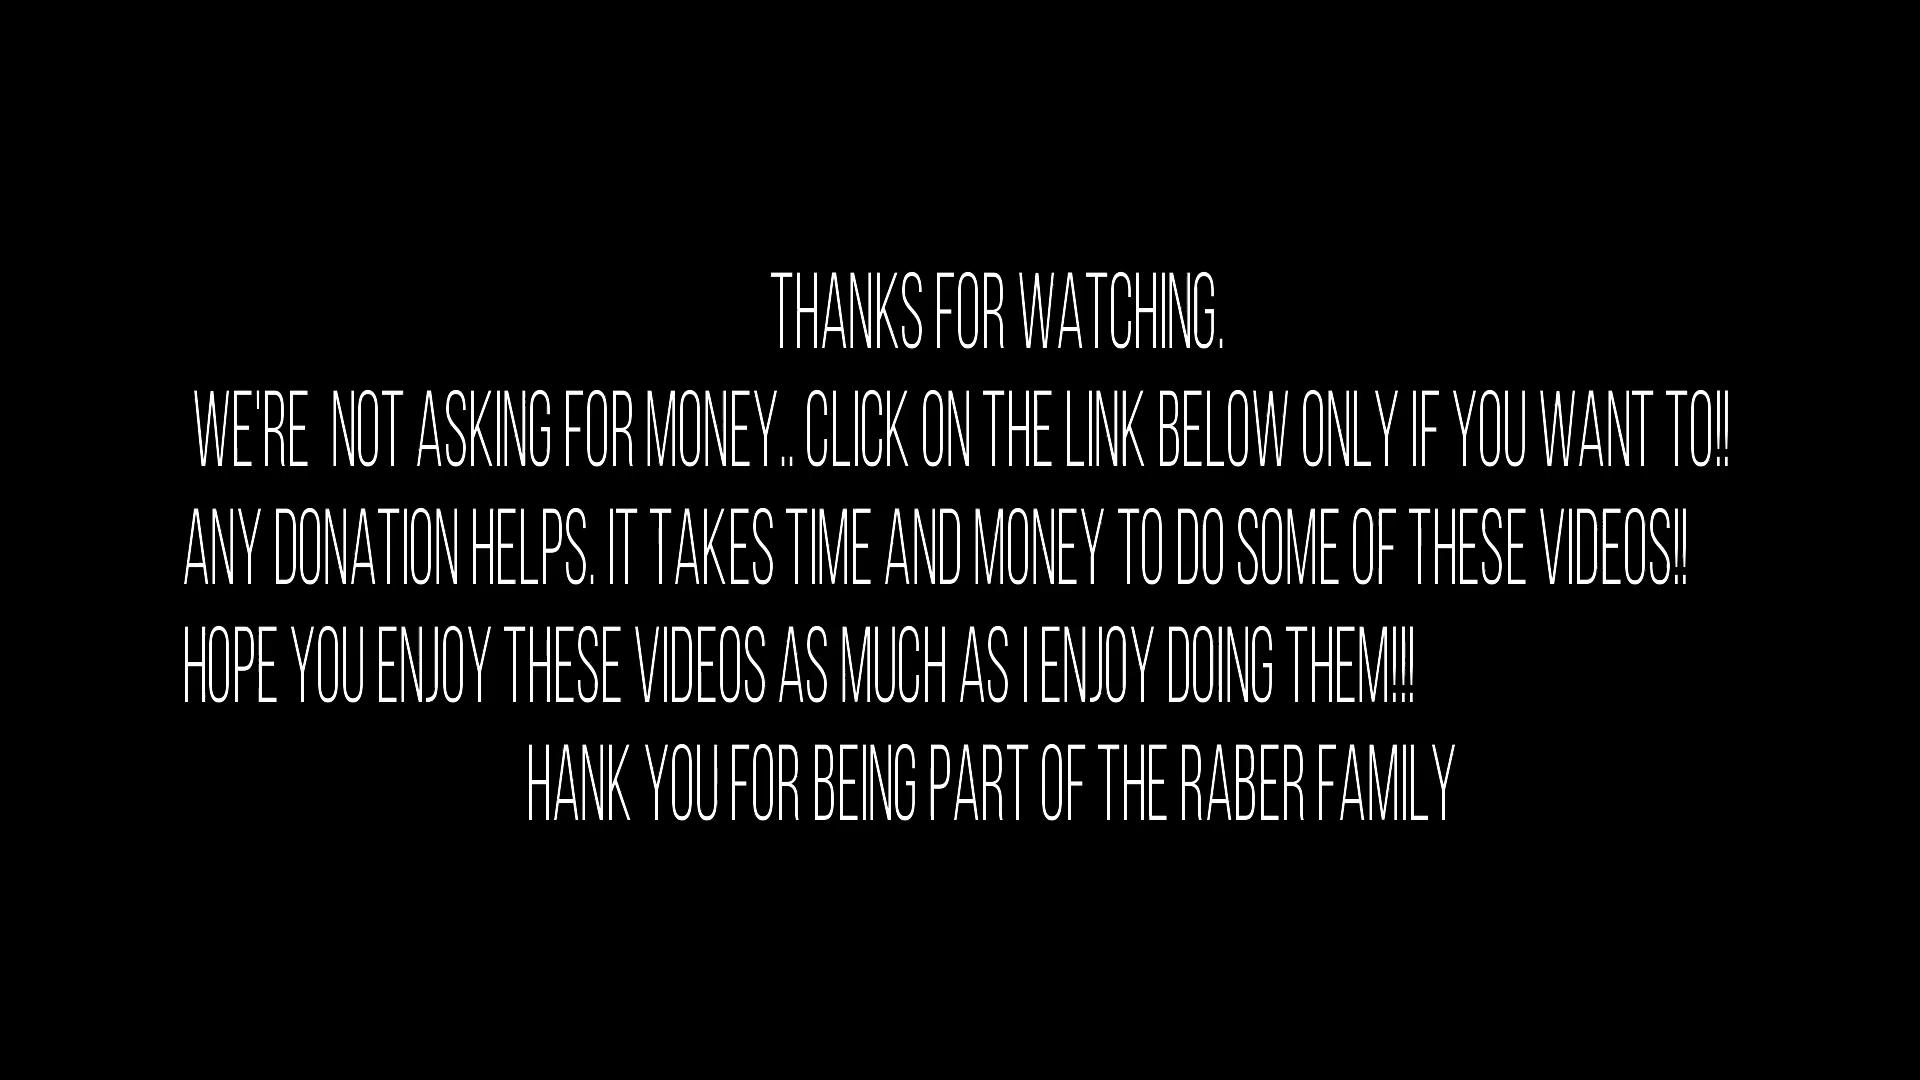 THANKS FOR WATCHING.
WE'RE  NOT ASKING FOR MONEY.. CLICK ON THE LINK BELOW ONLY IF YOU WANT TO!!
ANY DONATION HELPS. IT TAKES TIME AND MONEY TO DO SOME OF THESE VIDEOS!!
HOPE YOU ENJOY THESE VIDEOS AS MUCH AS I ENJOY DOING THEM!!!
HANK YOU FOR BEING PART OF THE RABER FAMILY